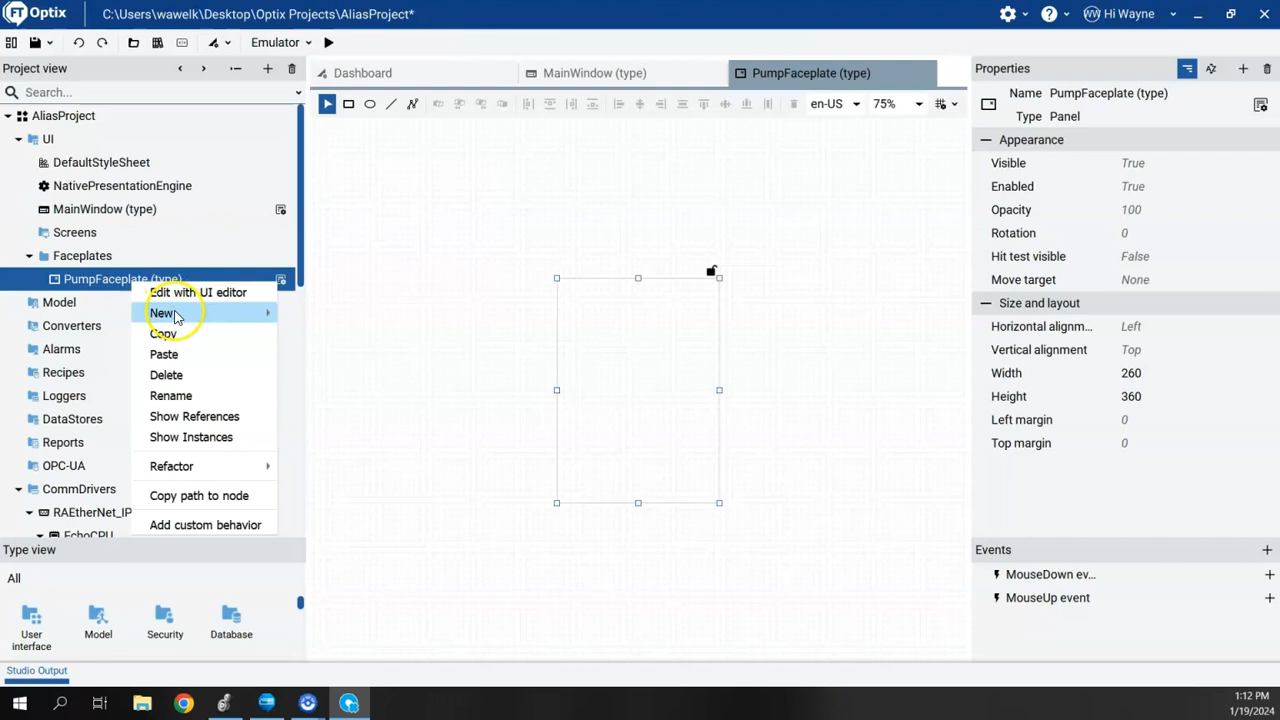 FT Optix
C:\Users\wawelk\Desktop\Optix Projects\AliasProject*
WW Hi Wayne
Emulator
Project view
Search...
AliasProject
UI
DefaultStyleSheet
NativePresentationEngine
MainWindow (type)
Screens
Faceplates
PumpFaceplate (type)
Model
Converters
Alarms
Recipes
Loggers
DataStores
Reports
OPC-UA
CommDrivers
RAEtherNet_IP
EchoCPU
Edit with UI editor
New
Copy
Paste
Delete
Rename
Show References
Show Instances
Refactor
Copy path to node
Add custom behavior
Type view
All
User interface
Model
Security
Database
Studio Output
Dashboard
MainWindow (type)
PumpFaceplate (type)
en-US
75%
Properties
Name PumpFaceplate (type)
Type Panel
Appearance
Visible True
Enabled True
Opacity 100
Rotation 0
Hit test visible False
Move target None
Size and layout
Horizontal alignm... Left
Vertical alignment Top
Width 260
Height 360
Left margin 0
Top margin 0
Events
MouseDown ev...
MouseUp event
1:12 PM
1/19/2024